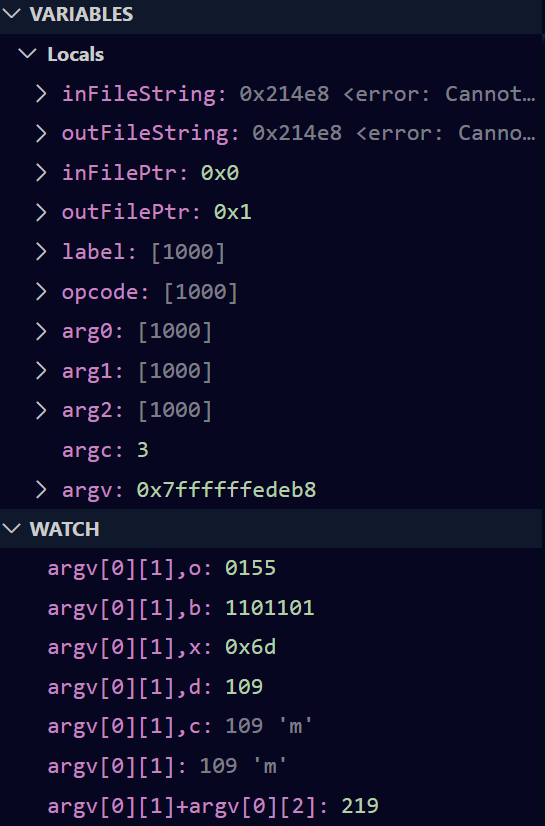 VARIABLES
Locals
inFileString: 0x214e8 <error: Cannot…
outFileString: 0x214e8 <error: Canno…
inFilePtr: 0x0
outFilePtr: 0x1
label: [1000]
opcode: [1000]
arg0: [1000]
arg1: [1000]
arg2: [1000]
argc: 3
argv: 0x7ffffffedeb8
WATCH
argv[0][1],o: 0155
argv[0][1],b: 1101101
argv[0][1],x: 0x6d
argv[0][1],d: 109
argv[0][1],c: 109 'm'
argv[0][1]: 109 'm'
argv[0][1]+argv[0][2]: 219